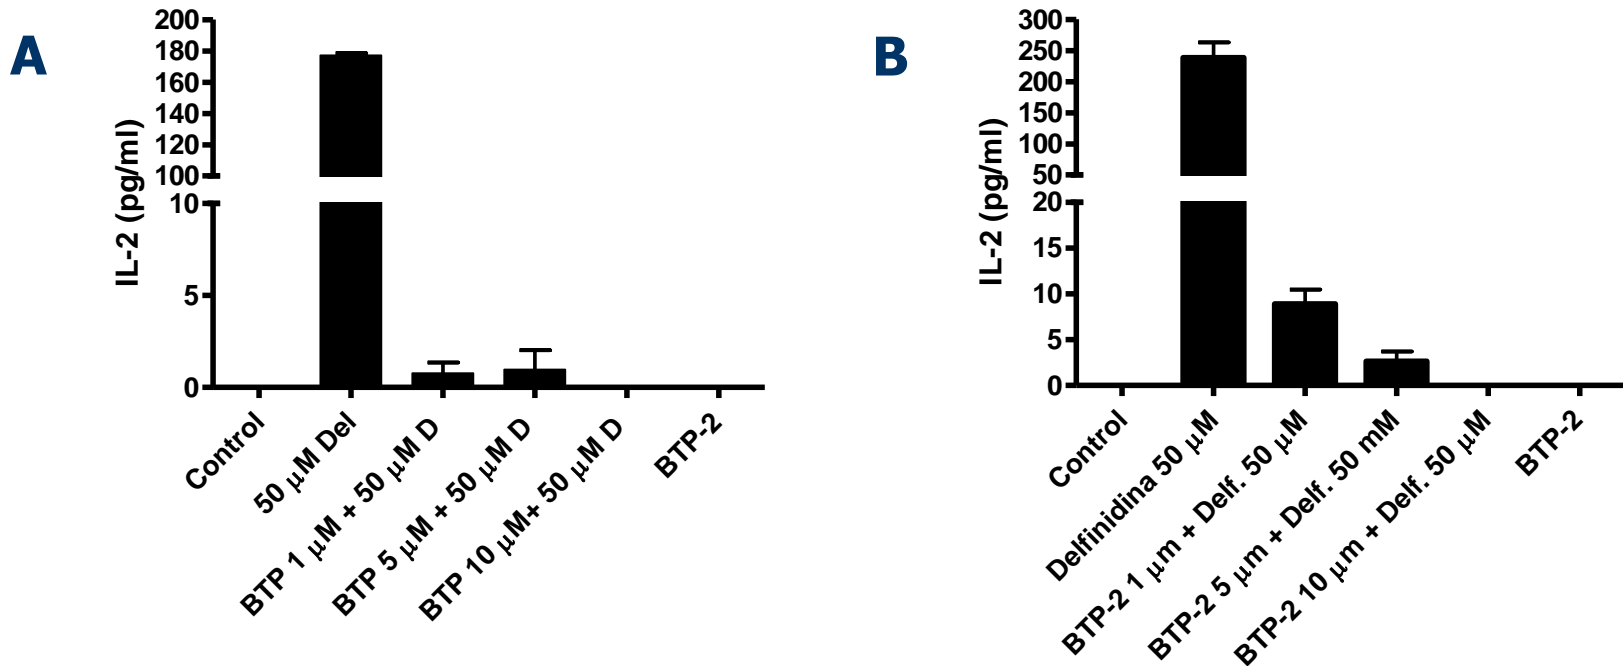 A
IL-2 (pg/ml)
200
180
160
140
120
100
10
5
0
Control
50 μM Del
BTP 1 μM + 50 μM D
BTP 5 μM + 50 μM D
BTP 10 μM+ 50 μM D
BTP-2
B
IL-2 (pg/ml)
300
250
200
150
100
50
20
15
10
5
0
Control
Delfinidina 50 μM
BTP-2 1 μm + Delf. 50 μM
BTP-2 5 μm + Delf. 50 mM
BTP-2 10 μm + Delf. 50 μM
BTP-2